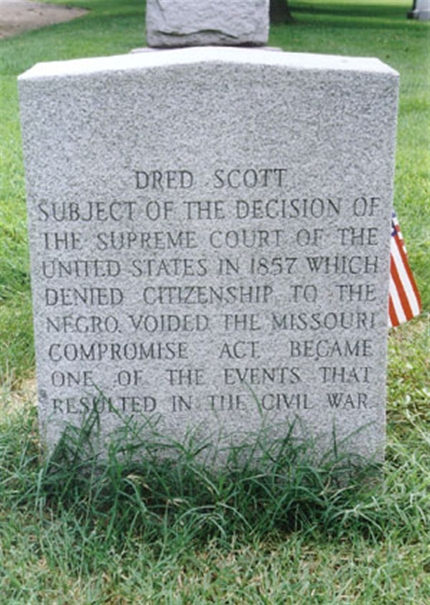 DRED SCOTT
SUBJECT OF THE DECISION OF
THE SUPREME COURT OF THE
UNITED STATES IN 1857 WHICH
DENIED CITIZENSHIP TO THE
NEGRO, VOIDED THE MISSOURI
COMPROMISE ACT, BECAME
ONE OF THE EVENTS THAT
RESULTED IN THE CIVIL WAR.